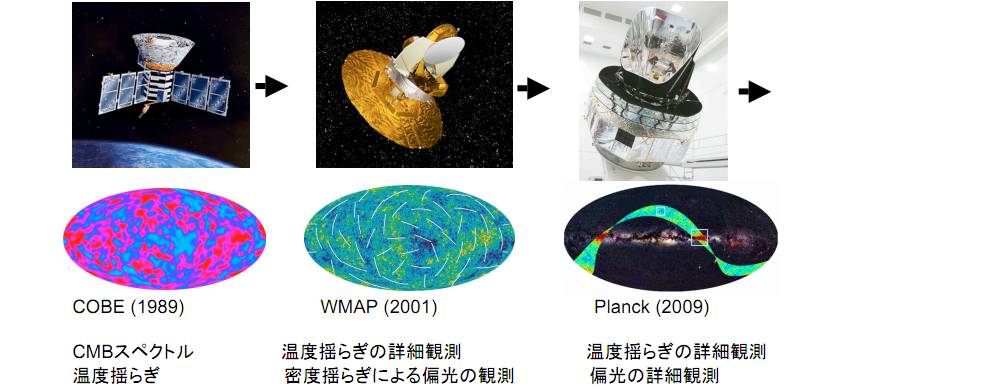 COBE (1989)
WMAP (2001)
Planck (2009)
CMBスペクトル
温度揺らぎ
温度揺らぎの詳細観測
密度揺らぎによる偏光の観測
温度揺らぎの詳細観測
偏光の詳細観測